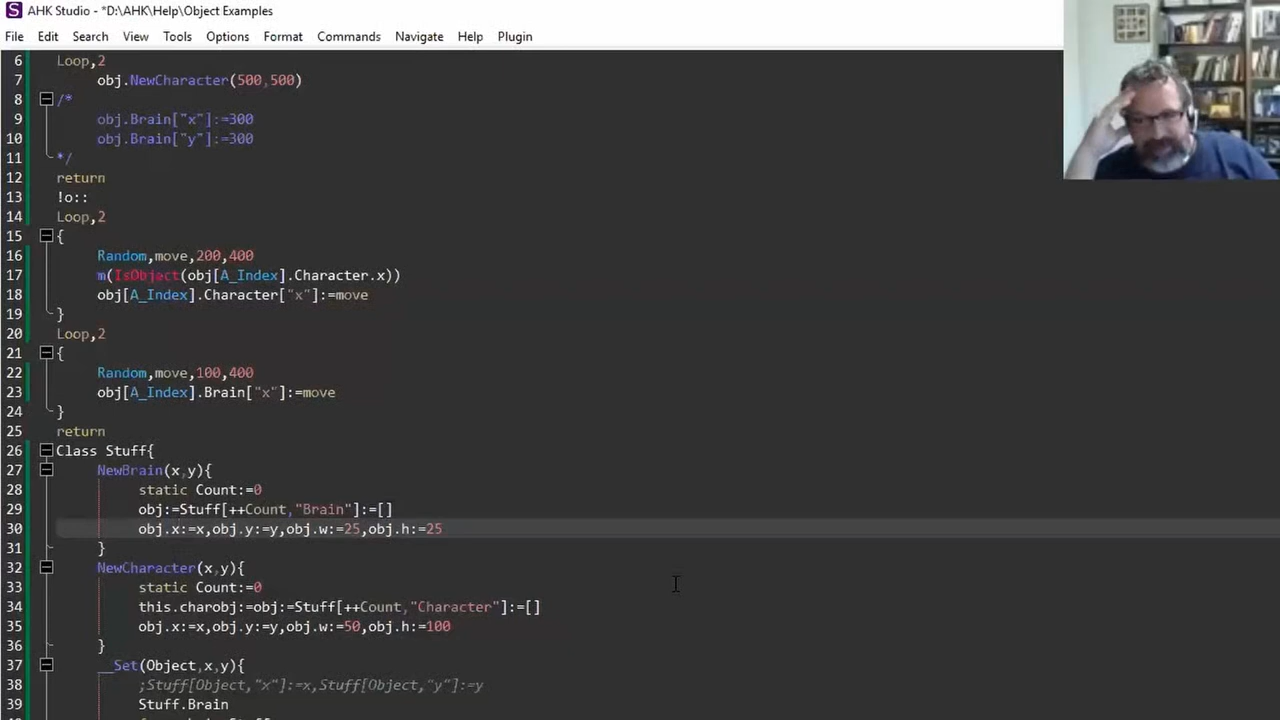 AHK Studio - *D:\AHK\Help\Object Examples
File Edit Search View Tools Options Format Commands Navigate Help Plugin
6 Loop,2
7 obj.NewCharacter(500,500)
8 /*
9 obj.Brain["x"]:=300
10 obj.Brain["y"]:=300
11 */
12 return
13 !o::
14 Loop,2
15 {
16 Random,move,200,400
17 m(IsObject(obj[A_Index].Character.x))
18 obj[A_Index].Character["x"]:=move
19 }
20 Loop,2
21 {
22 Random,move,100,400
23 obj[A_Index].Brain["x"]:=move
24 }
25 return
26 Class Stuff{
27 NewBrain(x,y){
28 static Count:=0
29 obj:=Stuff[++Count,"Brain"]:=[]
30 obj.x:=x,obj.y:=y,obj.w:=25,obj.h:=25
31 }
32 NewCharacter(x,y){
33 static Count:=0
34 this.charobj:=obj:=Stuff[++Count,"Character"]:=[]
35 obj.x:=x,obj.y:=y,obj.w:=50,obj.h:=100
36 }
37 __Set(Object,x,y){
38 ;Stuff[Object,"x"]:=x,Stuff[Object,"y"]:=y
39 Stuff.Brain